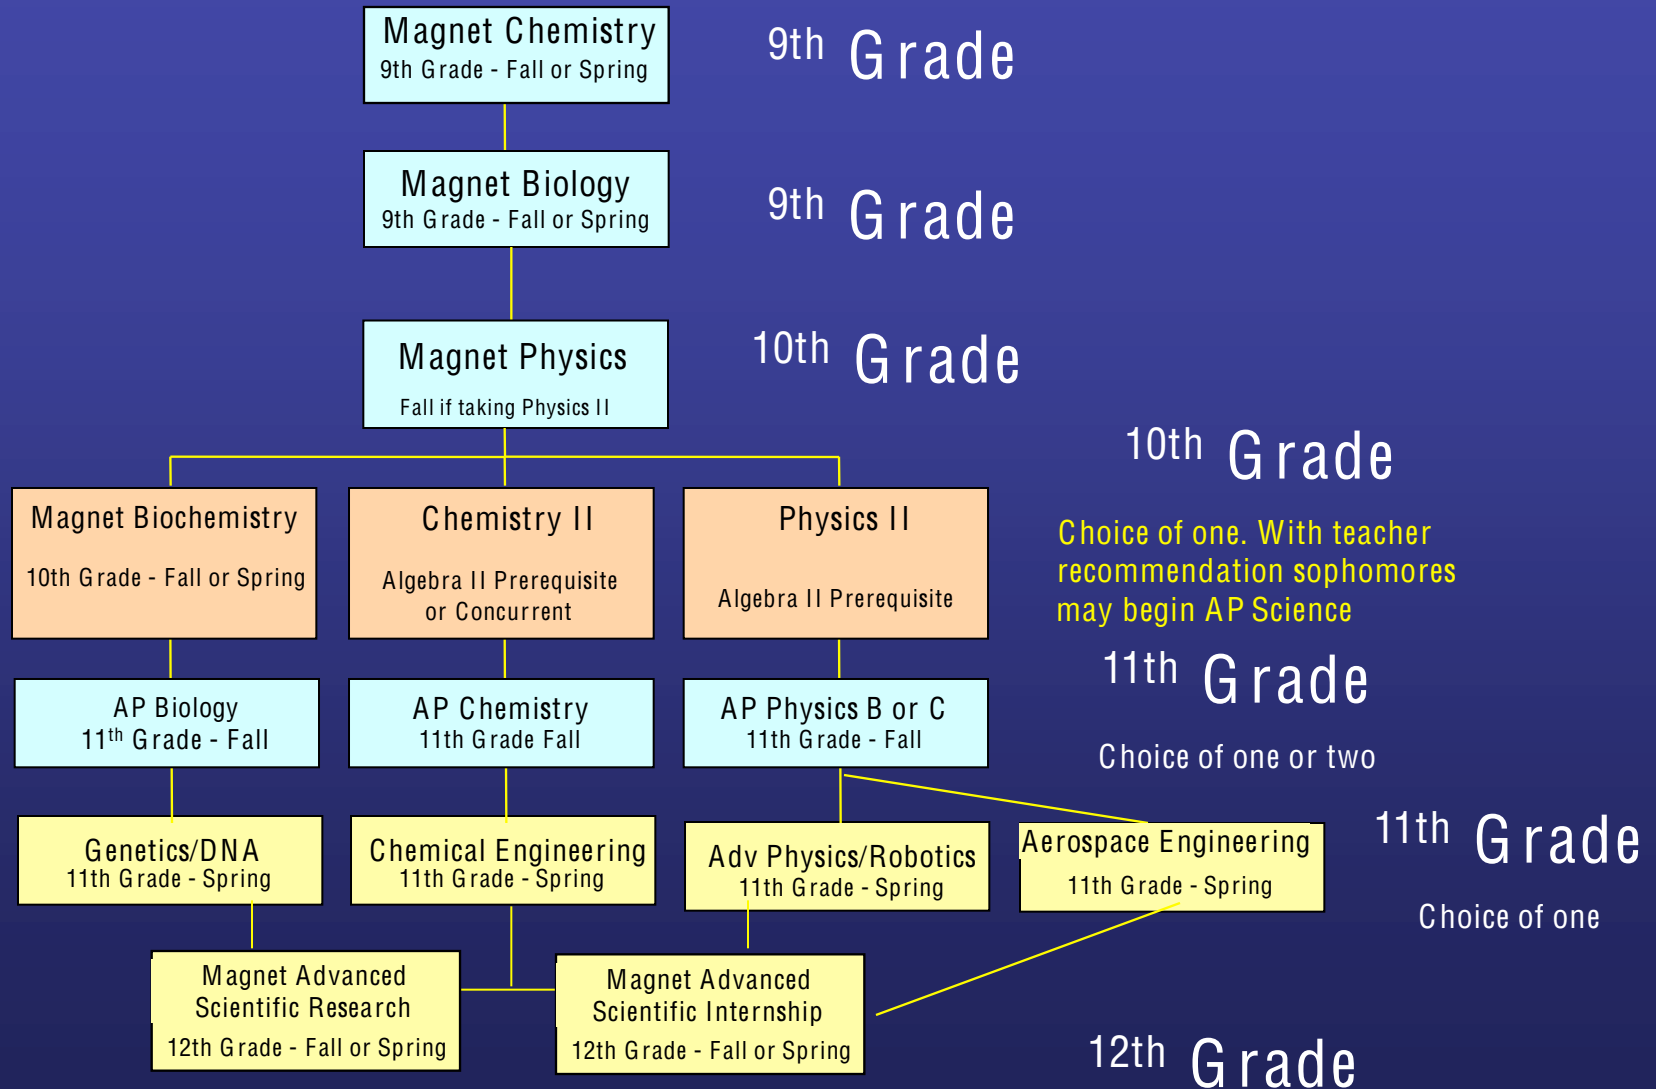 Magnet Chemistry
9th Grade - Fall or Spring
9th Grade
Magnet Biology
9th Grade - Fall or Spring
9th Grade
Magnet Physics
Fall if taking Physics II
10th Grade
10th Grade
Magnet Biochemistry
10th Grade - Fall or Spring
Chemistry II
Algebra II Prerequisite
or Concurrent
Physics II
Algebra II Prerequisite
Choice of one. With teacher
recommendation sophomores
may begin AP Science
11th Grade
AP Biology
11th Grade - Fall
AP Chemistry
11th Grade Fall
AP Physics B or C
11th Grade - Fall
Choice of one or two
Genetics/DNA
11th Grade - Spring
Chemical Engineering
11th Grade - Spring
Adv Physics/Robotics
11th Grade - Spring
Aerospace Engineering
11th Grade - Spring
11th Grade
Choice of one
Magnet Advanced
Scientific Research
12th Grade - Fall or Spring
Magnet Advanced
Scientific Internship
12th Grade - Fall or Spring
12th Grade